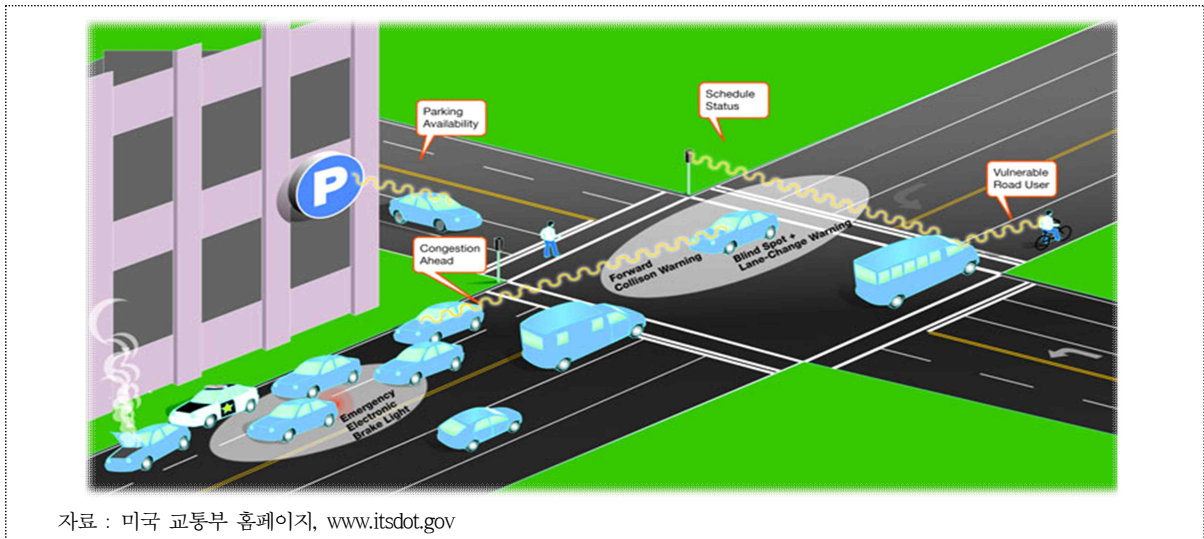 Parking
Availability
Schedule
Status
Vulnerable
Road User
P
Congestion
Ahead
Forward
Collison Warning
Blind Spot +
Lane-Change Warning
Emergency
Electronic
Brake Light
자료 : 미국 교통부 홈페이지, www.itsdot.gov